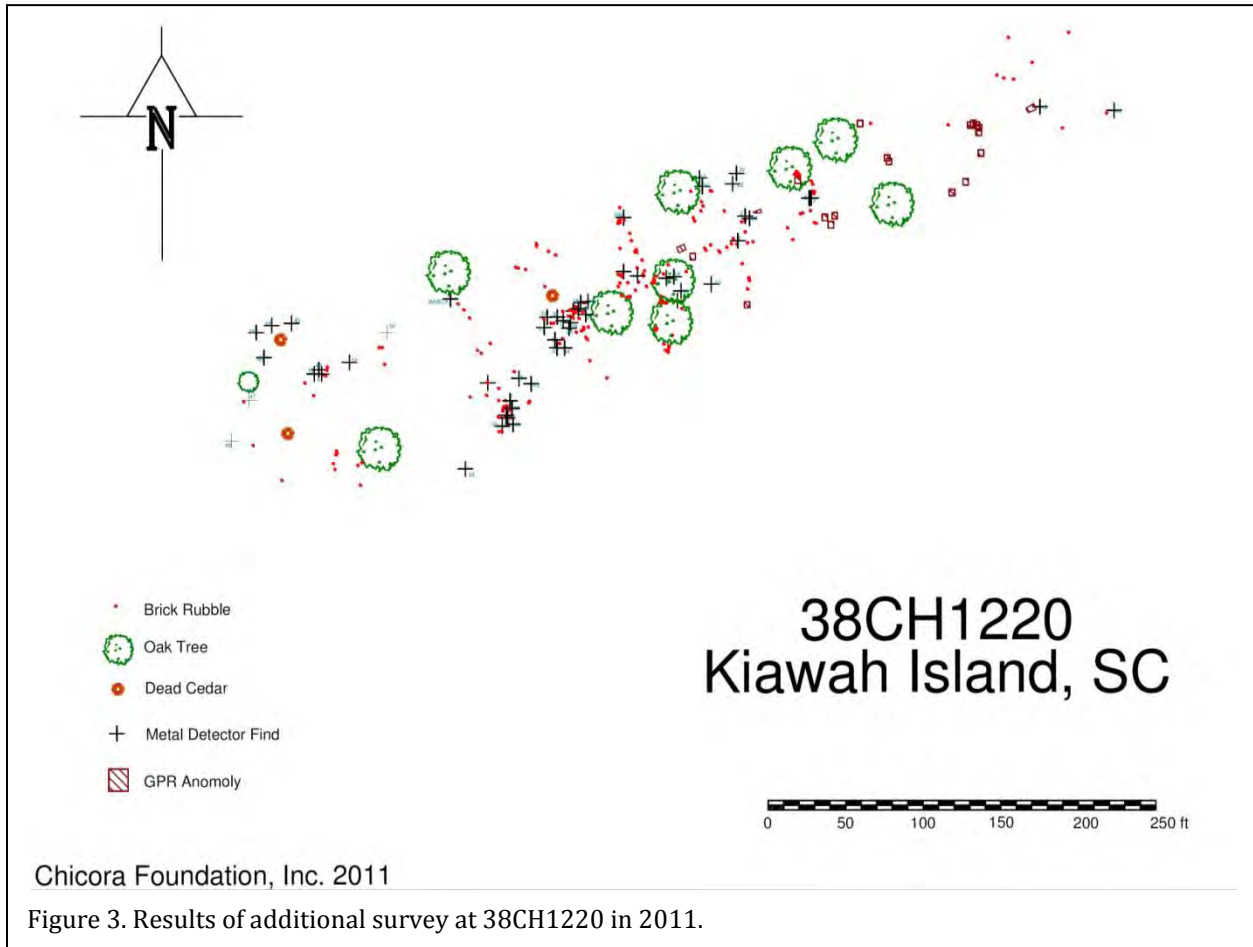 N
Brick Rubble
Oak Tree
Dead Cedar
Metal Detector Find
GPR Anomoly
38CH1220
Kiawah Island, SC
0 50 100 150 200 250 ft
Chicora Foundation, Inc. 2011
Figure 3. Results of additional survey at 38CH1220 in 2011.